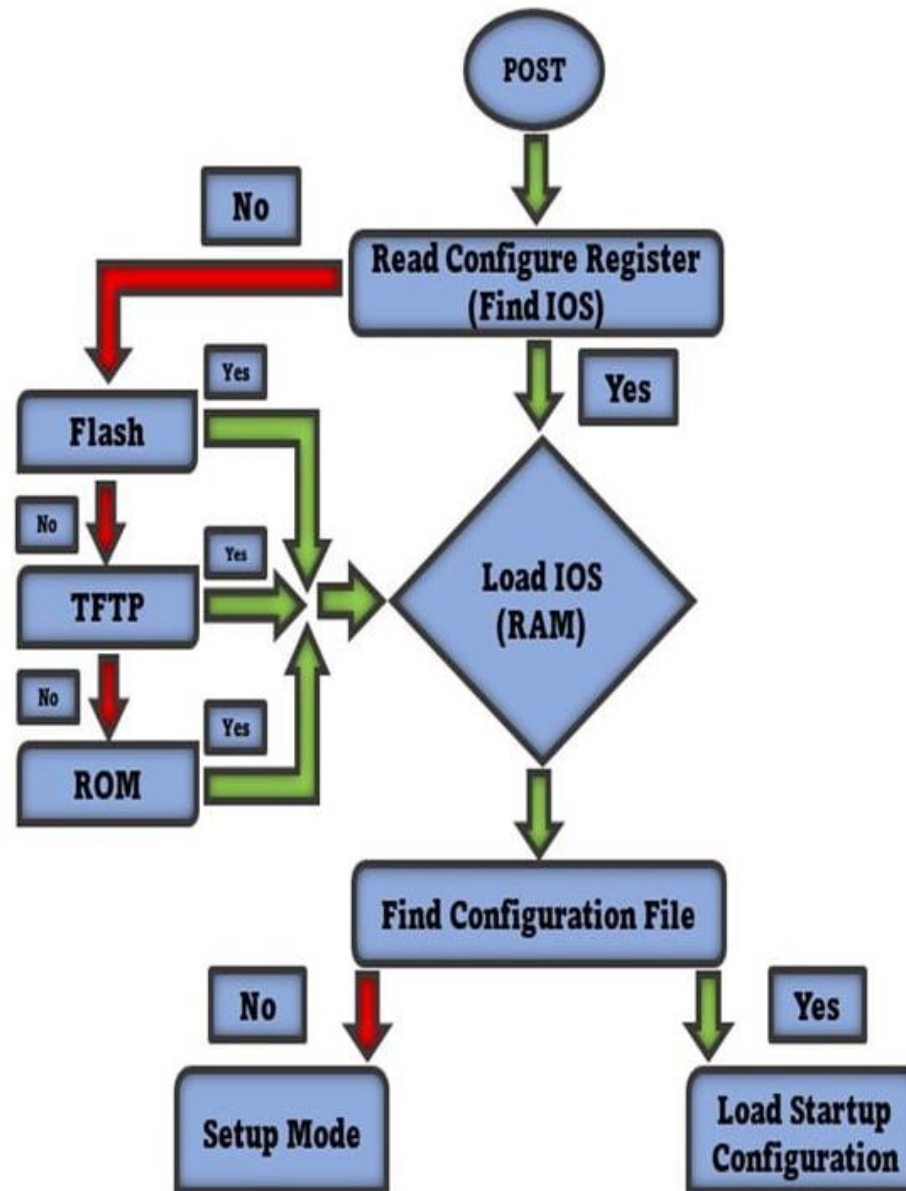 POST
No
Read Configure Register
(Find IOS)
Yes
Yes
Flash
No
Yes
TFTP
Load IOS
(RAM)
No
Yes
ROM
Find Configuration File
No
Yes
Setup Mode
Load Startup
Configuration